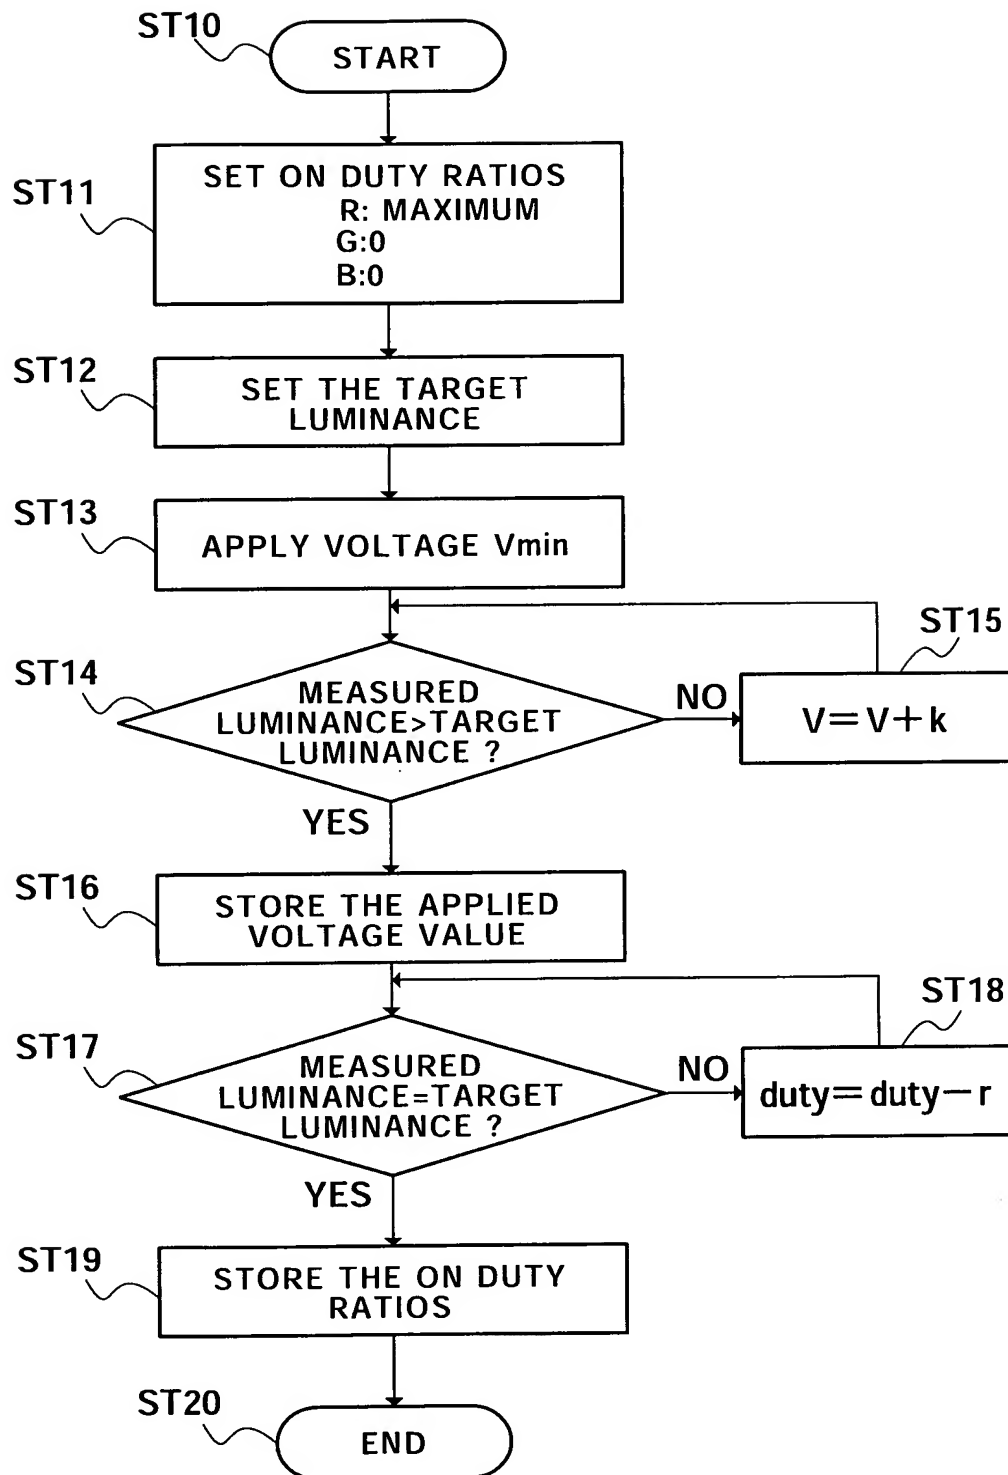 ST10
START
ST11
SET ON DUTY RATIOS
R: MAXIMUM
G:0
B:0
ST12
SET THE TARGET
LUMINANCE
ST13
APPLY VOLTAGE Vmin
ST14
MEASURED
LUMINANCE>TARGET
LUMINANCE ?
NO
ST15
V=V+k
YES
ST16
STORE THE APPLIED
VOLTAGE VALUE
ST17
MEASURED
LUMINANCE=TARGET
LUMINANCE ?
NO
ST18
duty=duty-r
YES
ST19
STORE THE ON DUTY
RATIOS
ST20
END